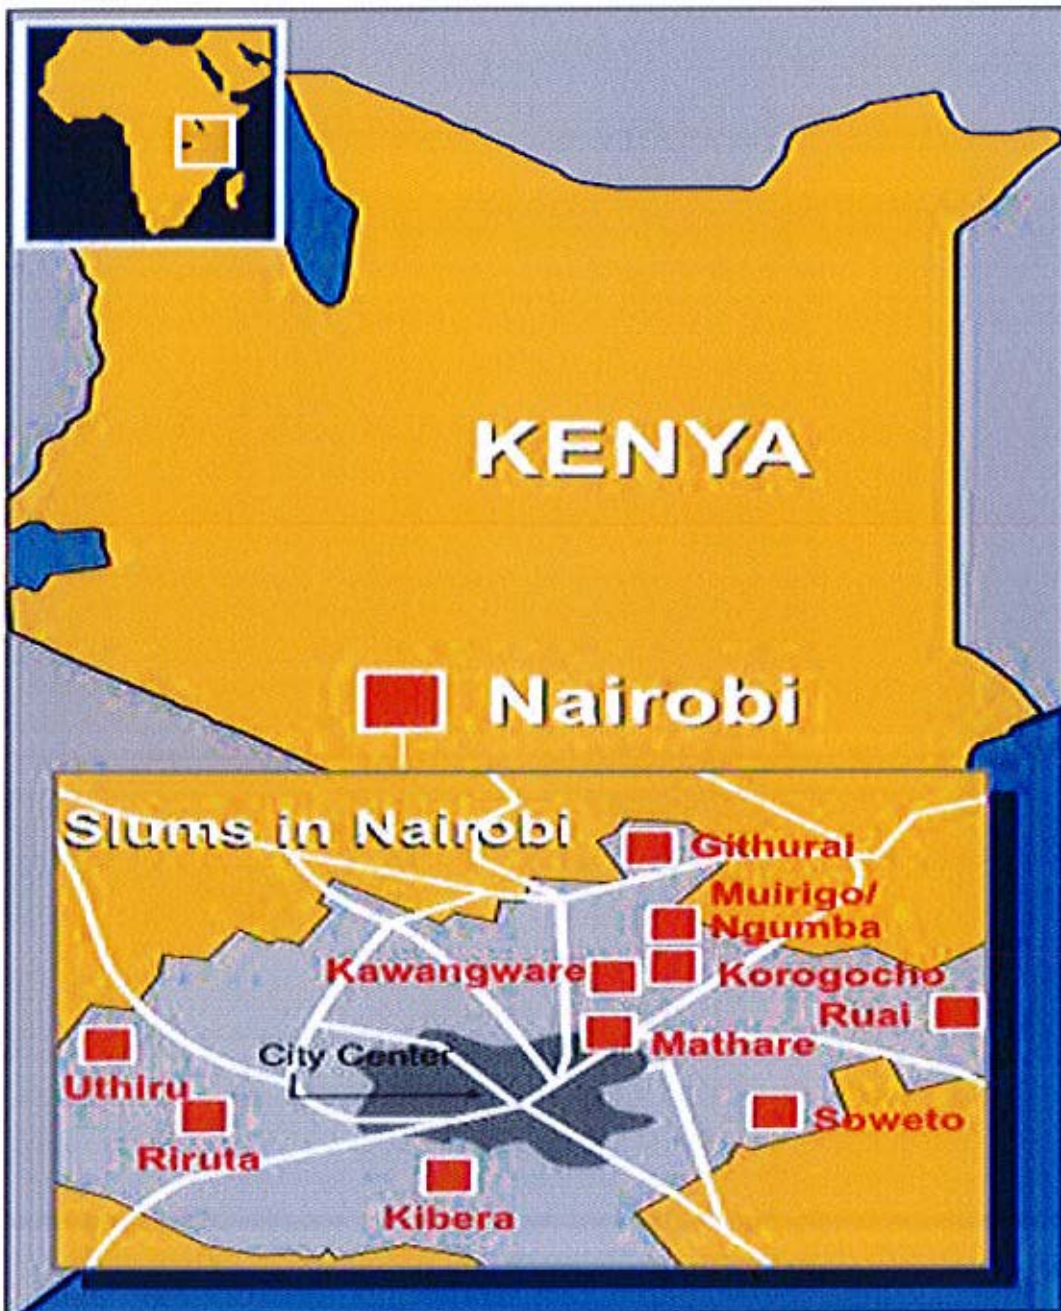 KENYA
Nairobi
Slums in Nairobi
Githurai
Muirigo/
Ngumba
Kawangware
Korogocho
Ruai
Mathare
City Center
Uthiru
Soweto
Riruta
Kibera